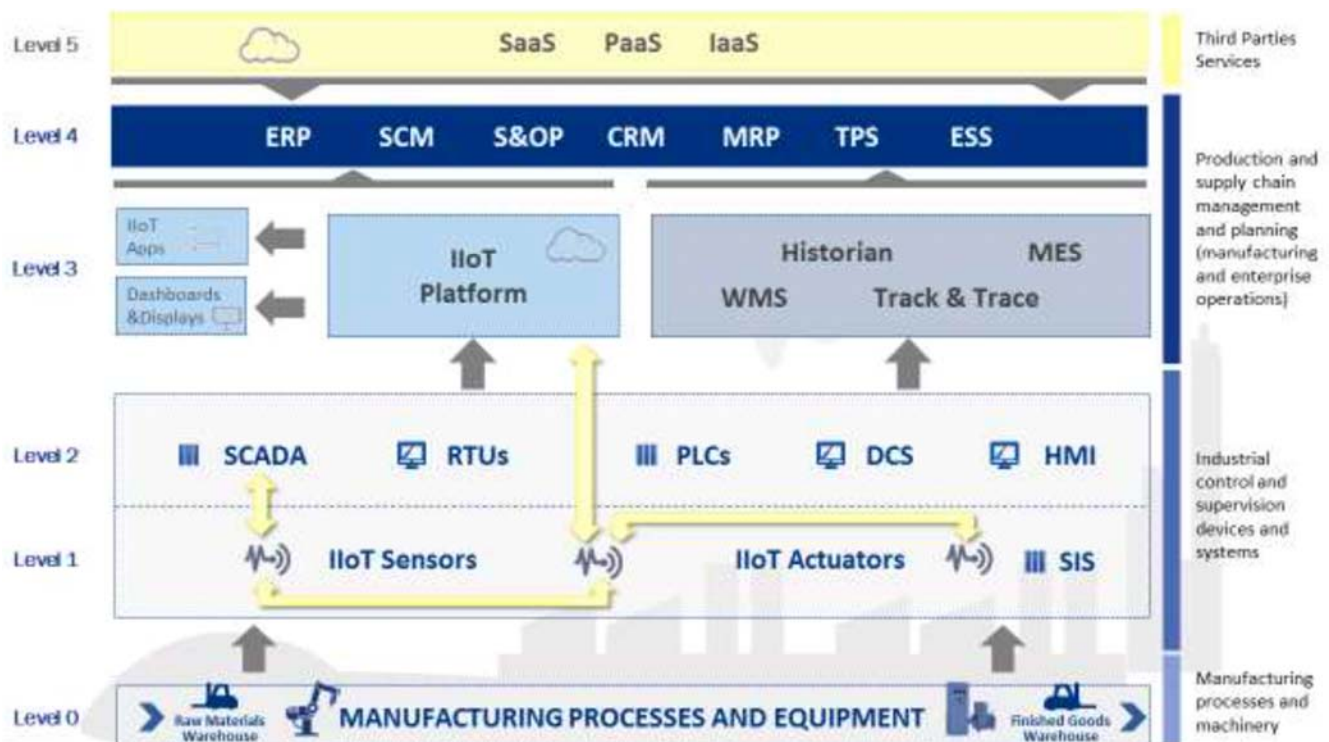 Level 5
SaaS PaaS IaaS
Third Parties
Services
Level 4
ERP SCM S&OP CRM MRP TPS ESS
Production and
supply chain
management
and planning
(manufacturing
and enterprise
operations)
Level 3
IIoT
Apps
Dashboards
&Displays
IIoT
Platform
Historian MES
WMS Track & Trace
Level 2
SCADA RTUs PLCs DCS HMI
Industrial
control and
supervision
devices and
systems
Level 1
IIoT Sensors IIoT Actuators SIS
Level 0
Raw Materials
Warehouse
MANUFACTURING PROCESSES AND EQUIPMENT
Finished Goods
Warehouse
Manufacturing
processes and
machinery